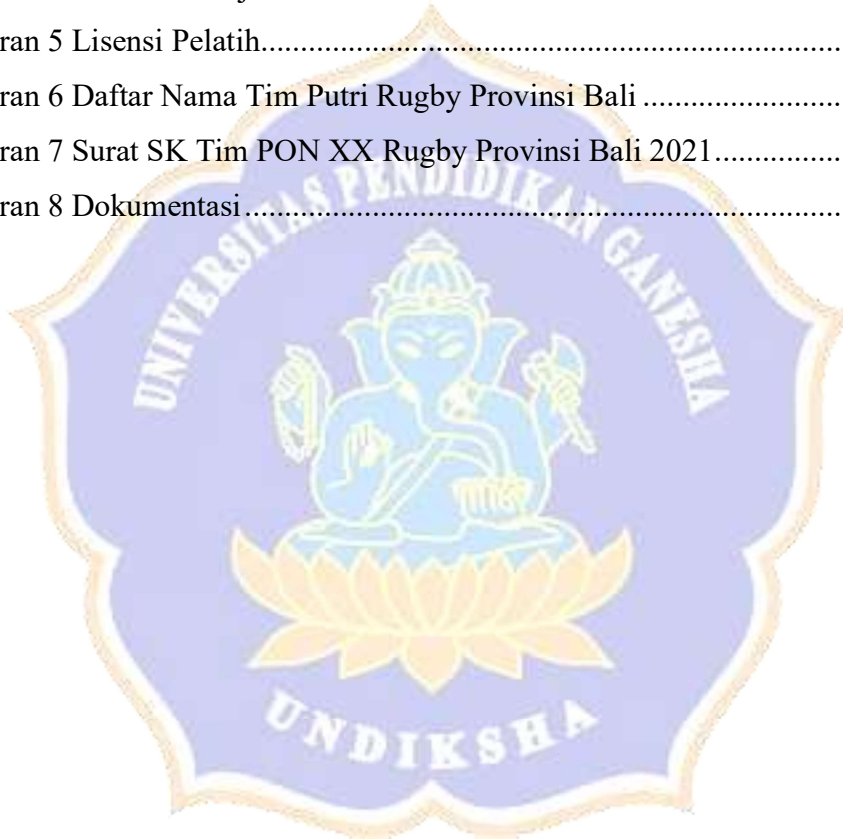 ran 5 Lisensi Pelatih.............................................................................
ran 6 Daftar Nama Tim Putri Rugby Provinsi Bali .........................
ran 7 Surat SK Tim PON XX Rugby Provinsi Bali 2021................
ran 8 Dokumentasi...........................................................................
UNIVERSITAS PENDIDIKAN GANESHA
UNDIKSHA